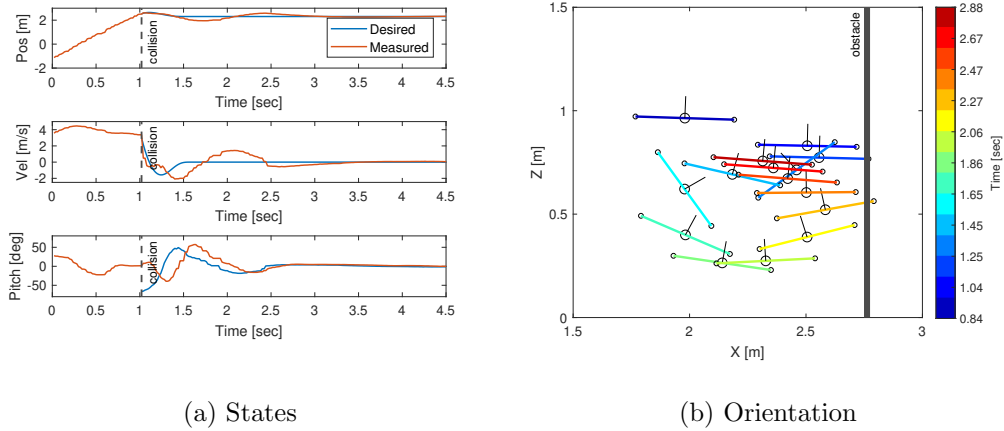 Pos [m]
2
0
-2
collision
Desired
Measured
0 0.5 1 1.5 2 2.5 3 3.5 4 4.5
Time [sec]
Vel [m/s]
4
2
0
-2
collision
0 0.5 1 1.5 2 2.5 3 3.5 4 4.5
Time [sec]
Pitch [deg]
50
0
-50
collision
0 0.5 1 1.5 2 2.5 3 3.5 4 4.5
Time [sec]
(a) States
Z [m]
1.5
1
0.5
0
obstacle
1.5 2 2.5 3
X [m]
2.88
2.67
2.47
2.27
2.06
1.86
1.65
1.45
1.25
1.04
0.84
Time [sec]
(b) Orientation